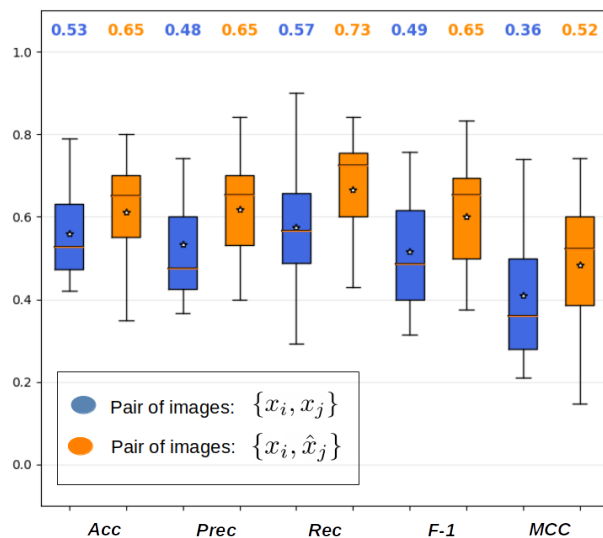 0.53 0.65 0.48 0.65 0.57 0.73 0.49 0.65 0.36 0.52
1.0
0.8
0.6
0.4
0.2
0.0
Pair of images: {x_i, x_j}
Pair of images: {x_i, x̂_j}
Acc Prec Rec F-1 MCC